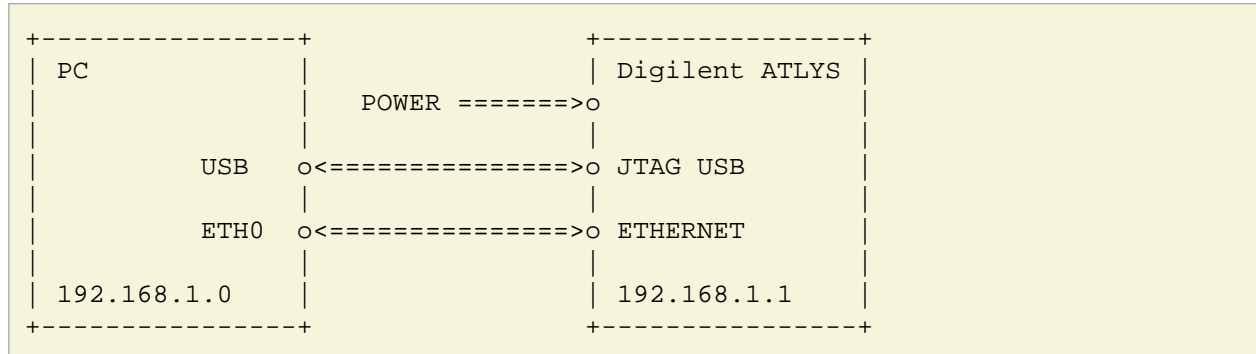 +----------------+                 +----------------+
| PC             |                 | Digilent ATLYS |
|                |   POWER =======>o                |
|                |                 |                |
|          USB   o<===============>o JTAG USB       |
|                |                 |                |
|          ETH0  o<===============>o ETHERNET       |
|                |                 |                |
| 192.168.1.0    |                 | 192.168.1.1    |
+----------------+                 +----------------+